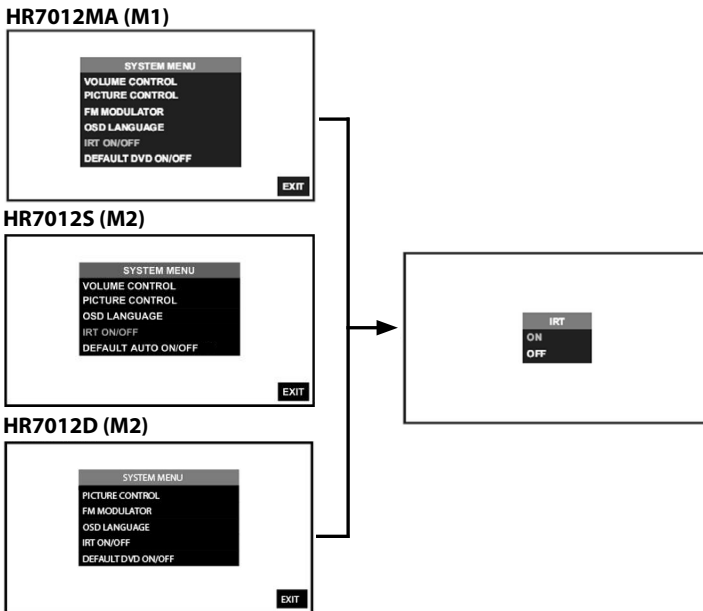 HR7012MA (M1)
SYSTEM MENU
VOLUME CONTROL
PICTURE CONTROL
FM MODULATOR
OSD LANGUAGE
IRT ON/OFF
DEFAULT DVD ON/OFF
EXIT
HR7012S (M2)
SYSTEM MENU
VOLUME CONTROL
PICTURE CONTROL
OSD LANGUAGE
IRT ON/OFF
DEFAULT AUTO ON/OFF
EXIT
HR7012D (M2)
SYSTEM MENU
PICTURE CONTROL
FM MODULATOR
OSD LANGUAGE
IRT ON/OFF
DEFAULT DVD ON/OFF
EXIT
IRT
ON
OFF